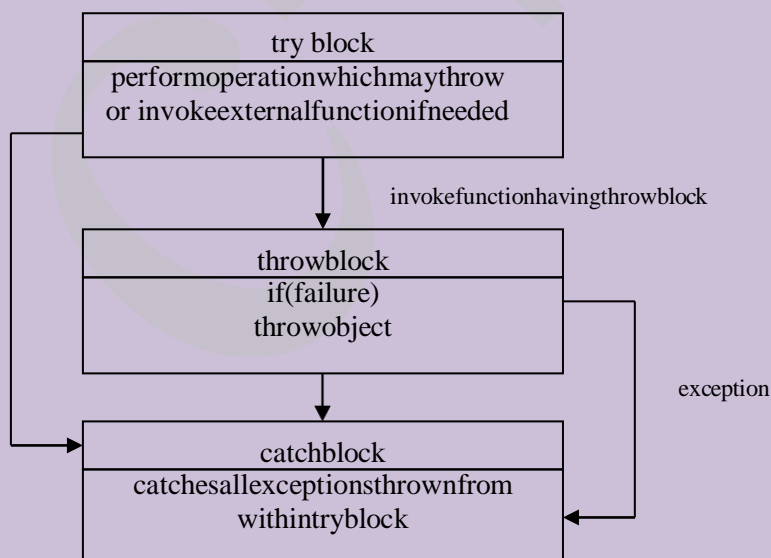 try block
performoperationwhichmaythrow
or invokeexternalfunctionifneeded
invokefunctionhavingthrowblock
throwblock
if(failure)
throwobject
exception
catchblock
catchesallexceptionsthrownfrom
withintryblock